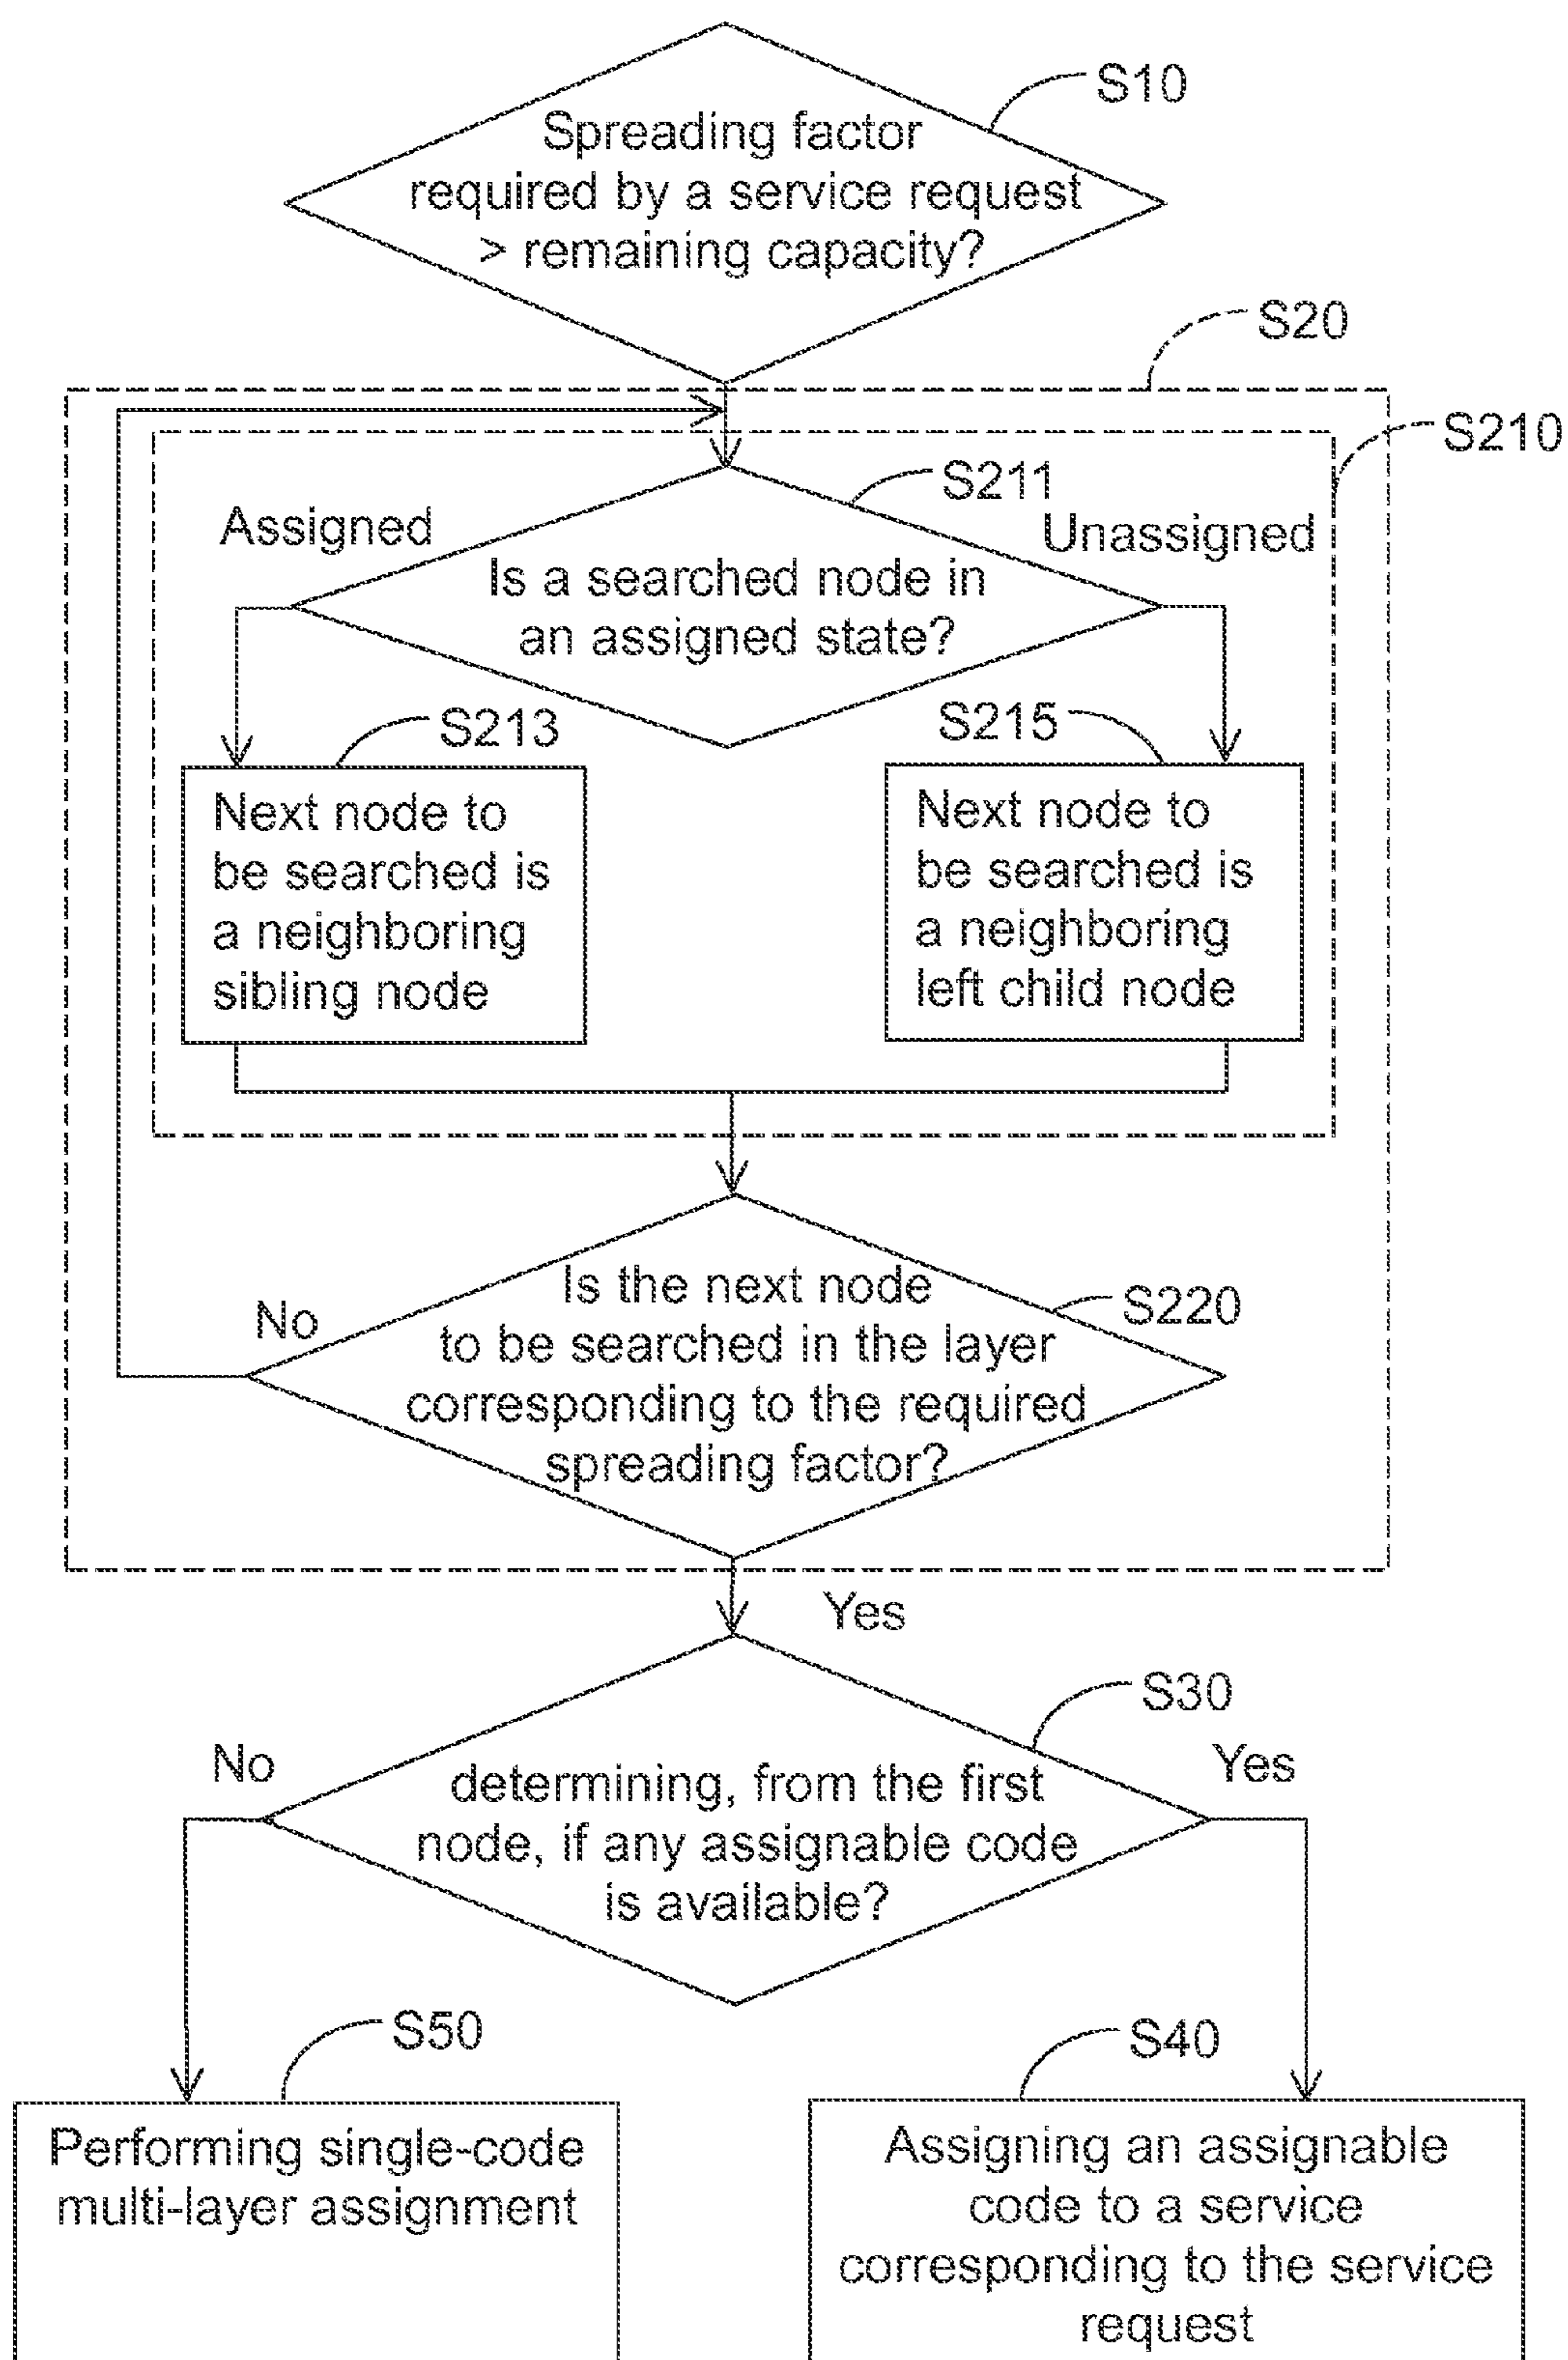 S10
Spreading factor
required by a service request
> remaining capacity?
S20
S210
S211
Assigned
Unassigned
Is a searched node in
an assigned state?
S213
S215
Next node to
be searched is
a neighboring
sibling node
Next node to
be searched is
a neighboring
left child node
Is the next node
to be searched in the layer
corresponding to the required
spreading factor?
S220
No
Yes
S30
No
Yes
determining, from the first
node, if any assignable code
is available?
S50
S40
Performing single-code
multi-layer assignment
Assigning an assignable
code to a service
corresponding to the service
request